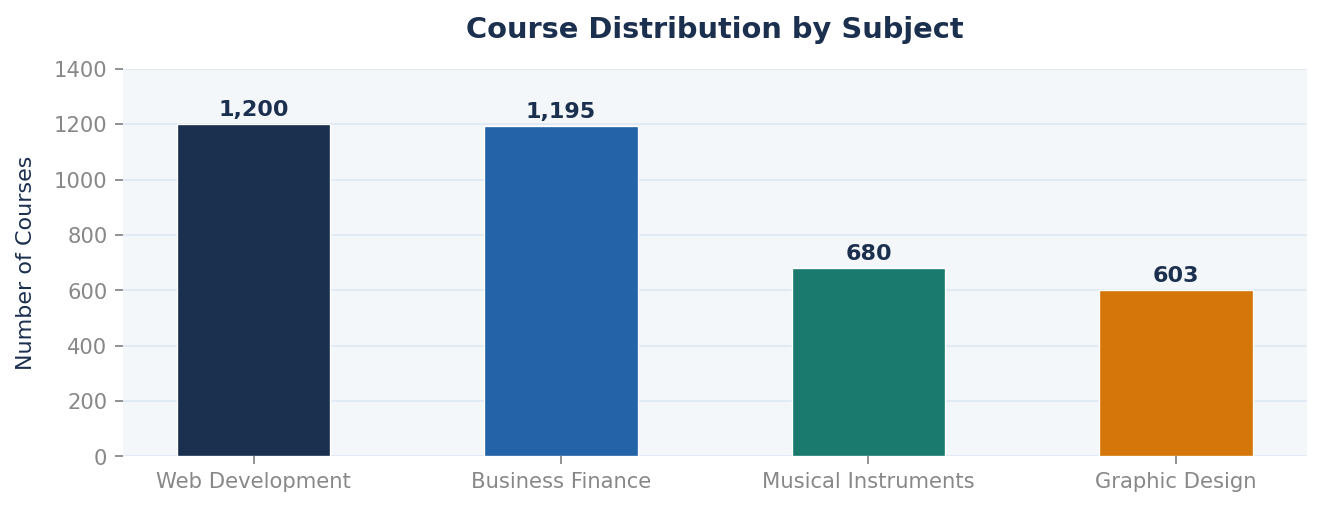 Course Distribution by Subject
Number of Courses
1400
1200
1000
800
600
400
200
0
1,200
1,195
680
603
Web Development
Business Finance
Musical Instruments
Graphic Design